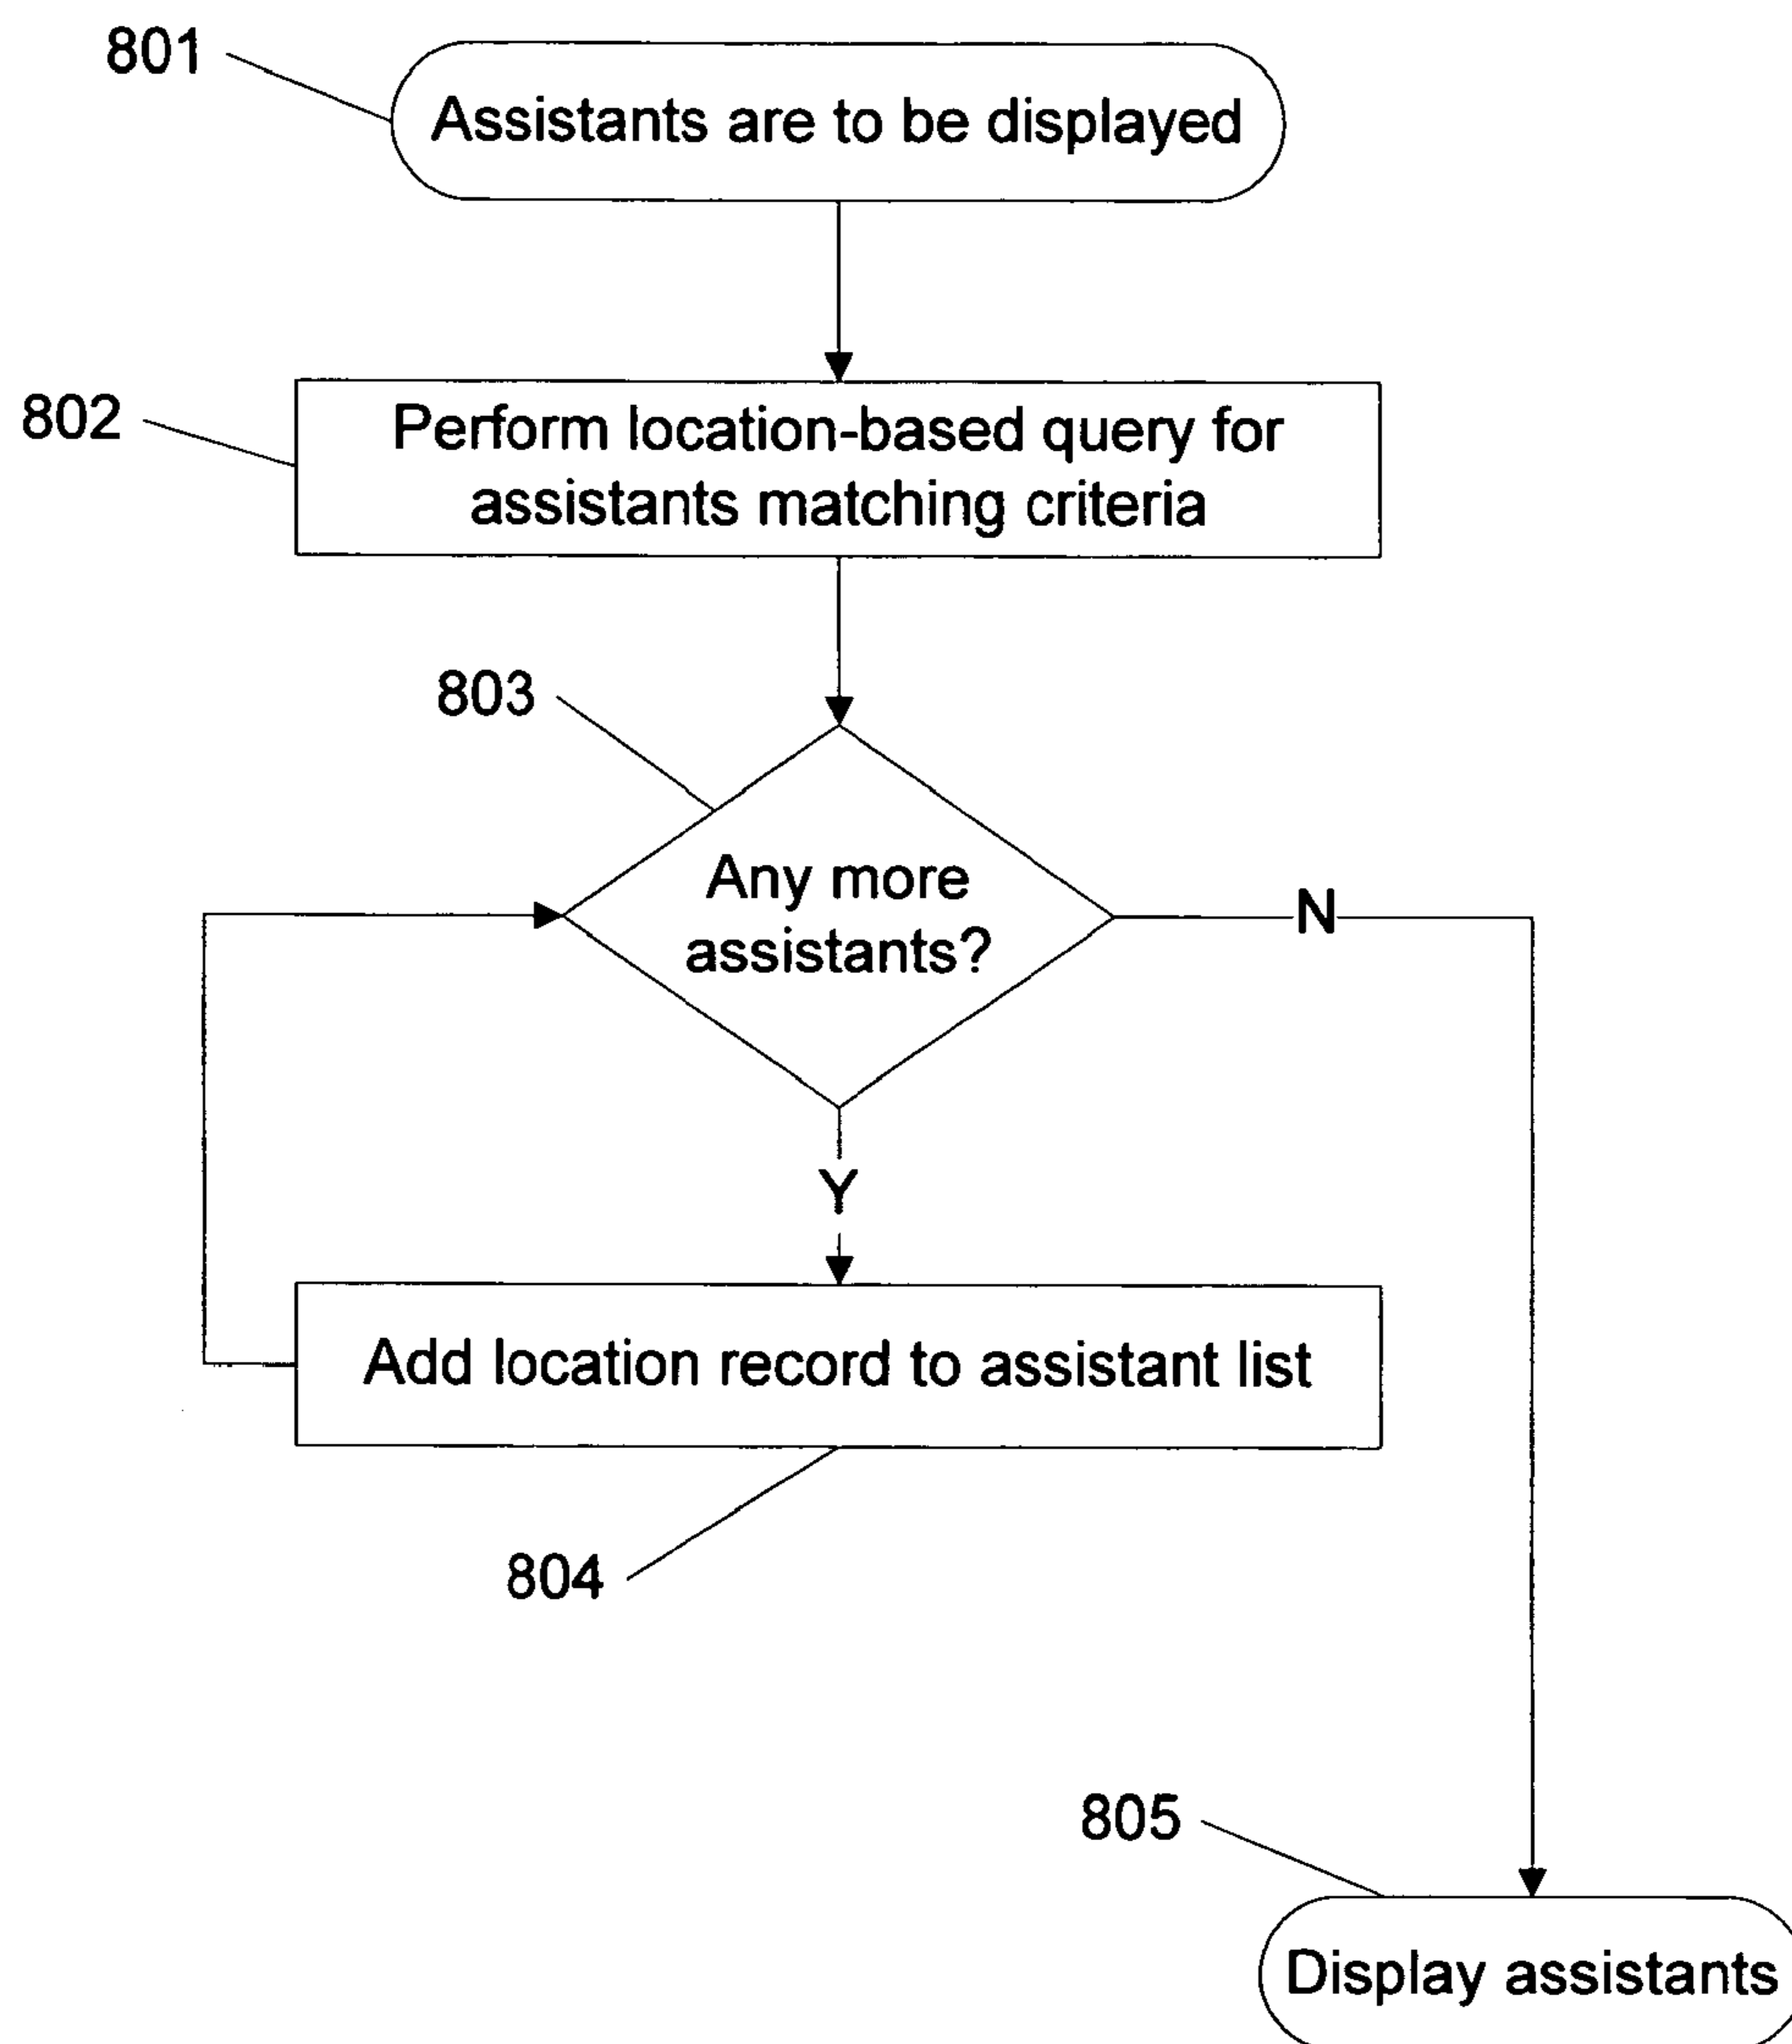 801
Assistants are to be displayed
802
Perform location-based query for
assistants matching criteria
803
Any more
assistants?
N
Y
Add location record to assistant list
804
805
Display assistants